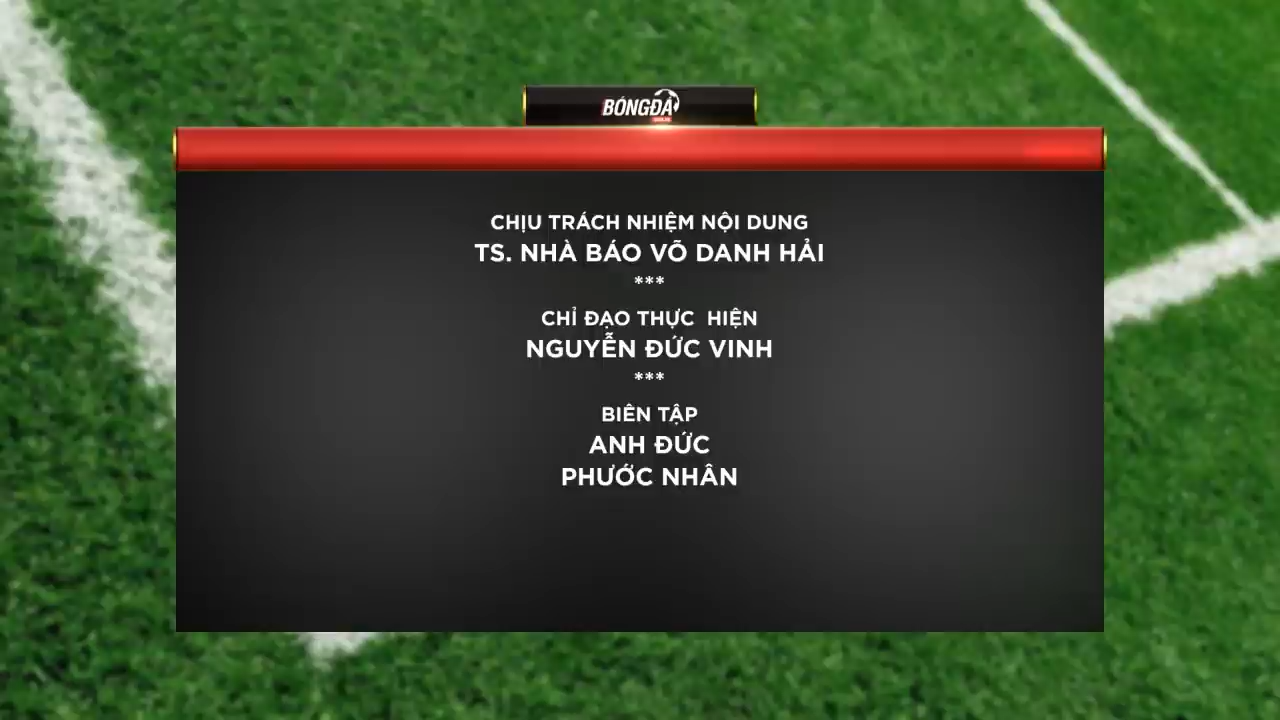 BÓNGĐÁ
CHỊU TRÁCH NHIỆM NỘI DUNG
TS. NHÀ BÁO VÕ DANH HẢI
***
CHỈ ĐẠO THỰC  HIỆN
NGUYỄN ĐỨC VINH
***
BIÊN TẬP
ANH ĐỨC
PHƯỚC NHÂN